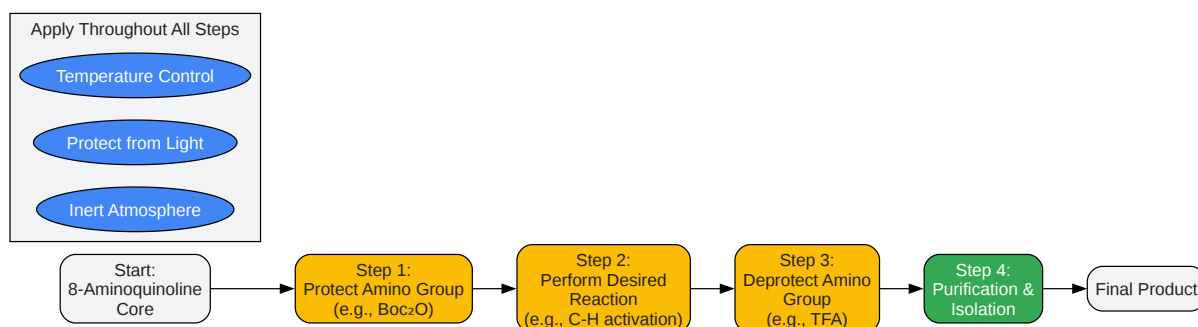 Apply Throughout All Steps
Temperature Control
Protect from Light
Inert Atmosphere
Start:
8-Aminoquinoline
Core
Step 1:
Protect Amino Group
(e.g., Boc₂O)
Step 2:
Perform Desired
Reaction
(e.g., C-H activation)
Step 3:
Deprotect Amino
Group
(e.g., TFA)
Step 4:
Purification &
Isolation
Final Product